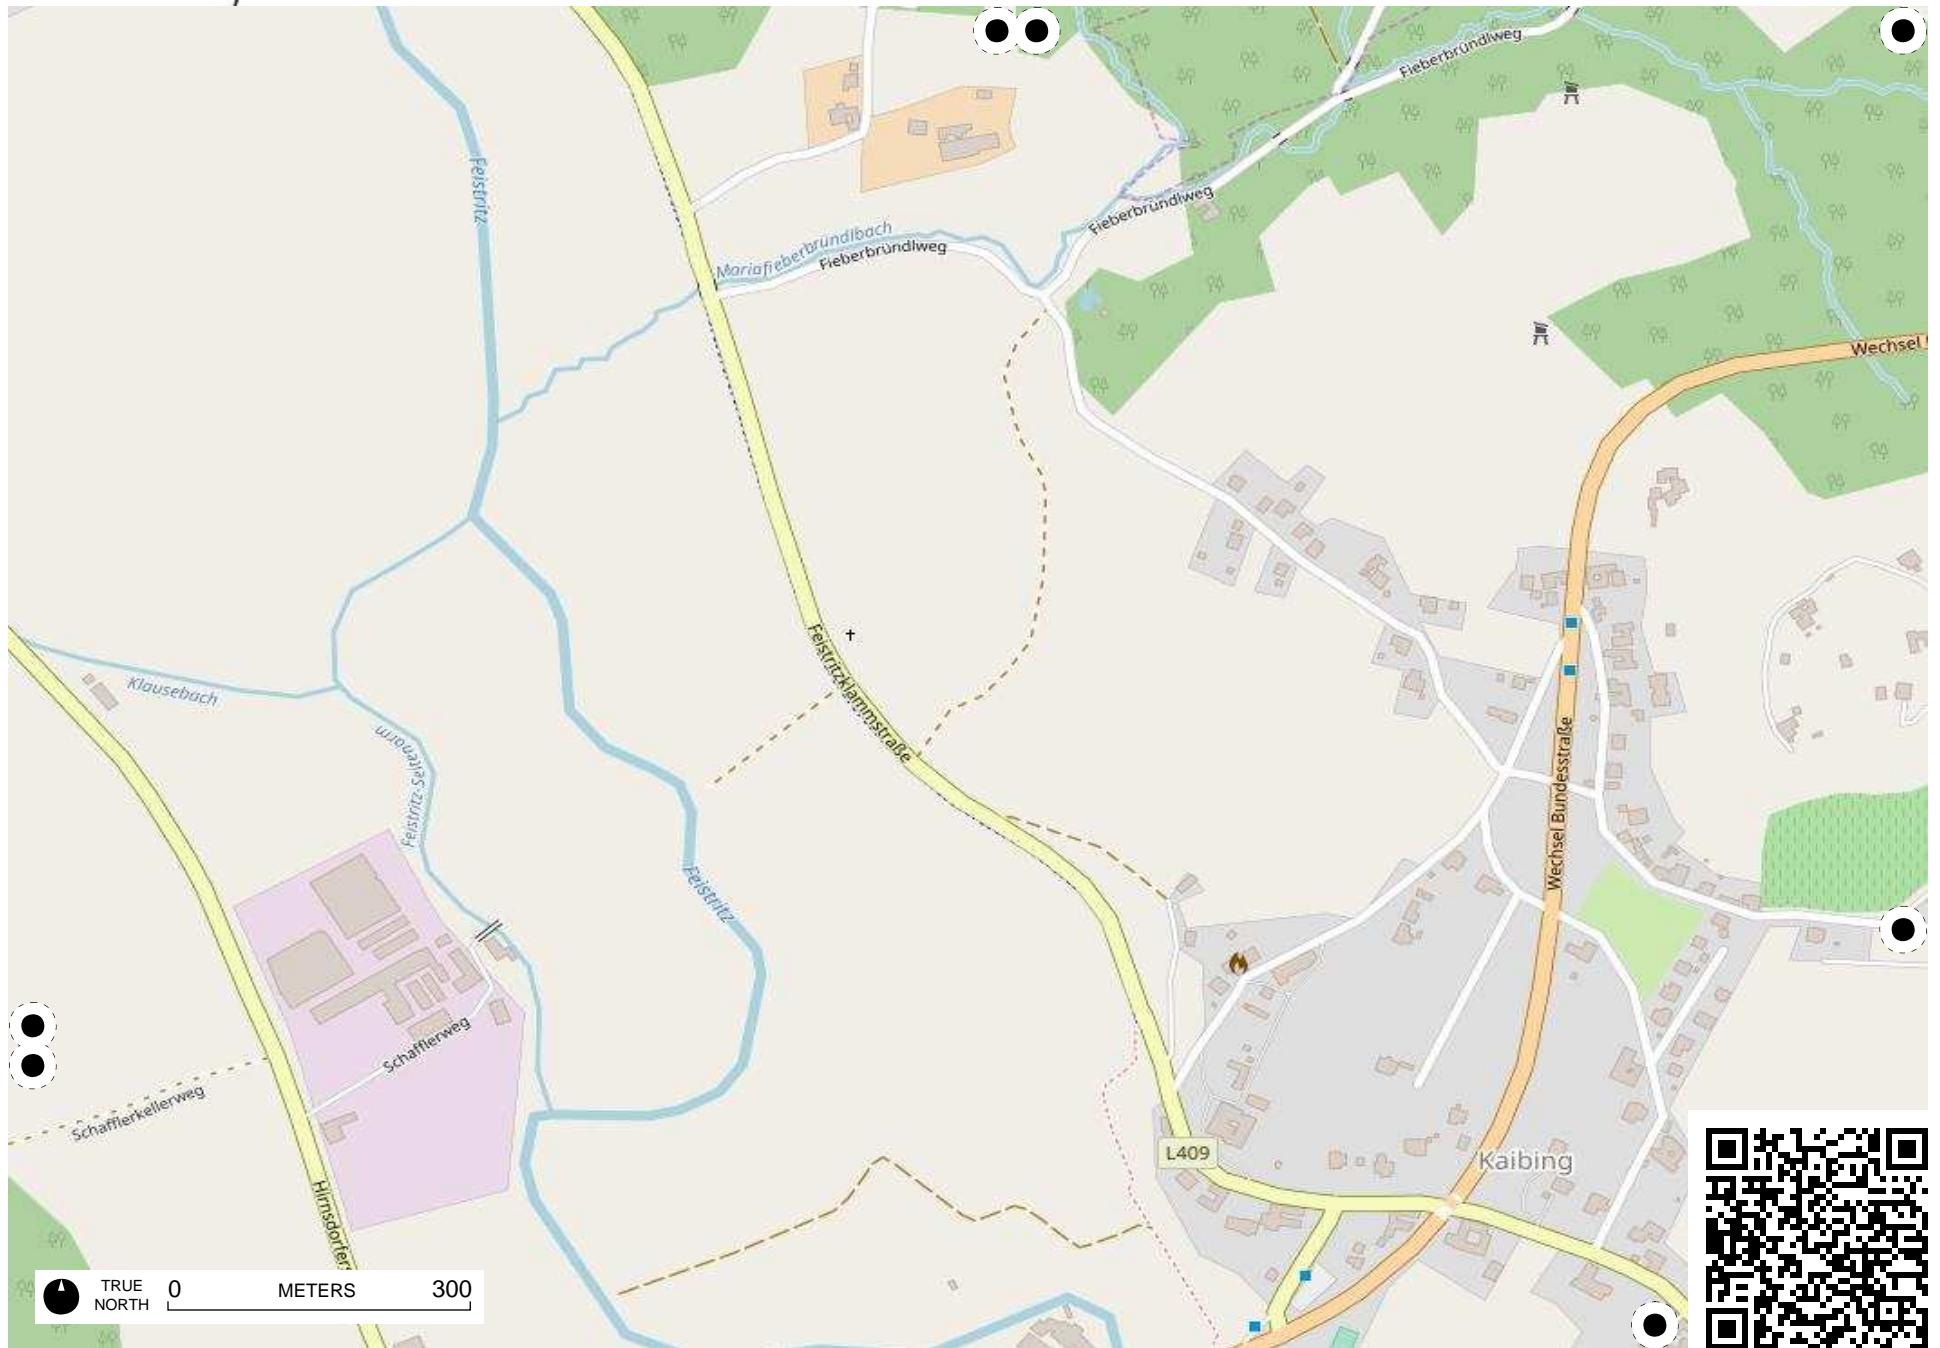 Fieberbründlweg
Feistritz
Fieberbründlweg
Mariafieberbründlbach
Fieberbründlweg
Wechsel
Feistritzklammstraße
Klausebach
Feistritz-Seitenarm
Wechsel Bundesstraße
Feistritz
Schafflerweg
Schafflerkellerweg
L409
Kaibing
Hirnsdorfers
TRUE
NORTH
0 METERS 300